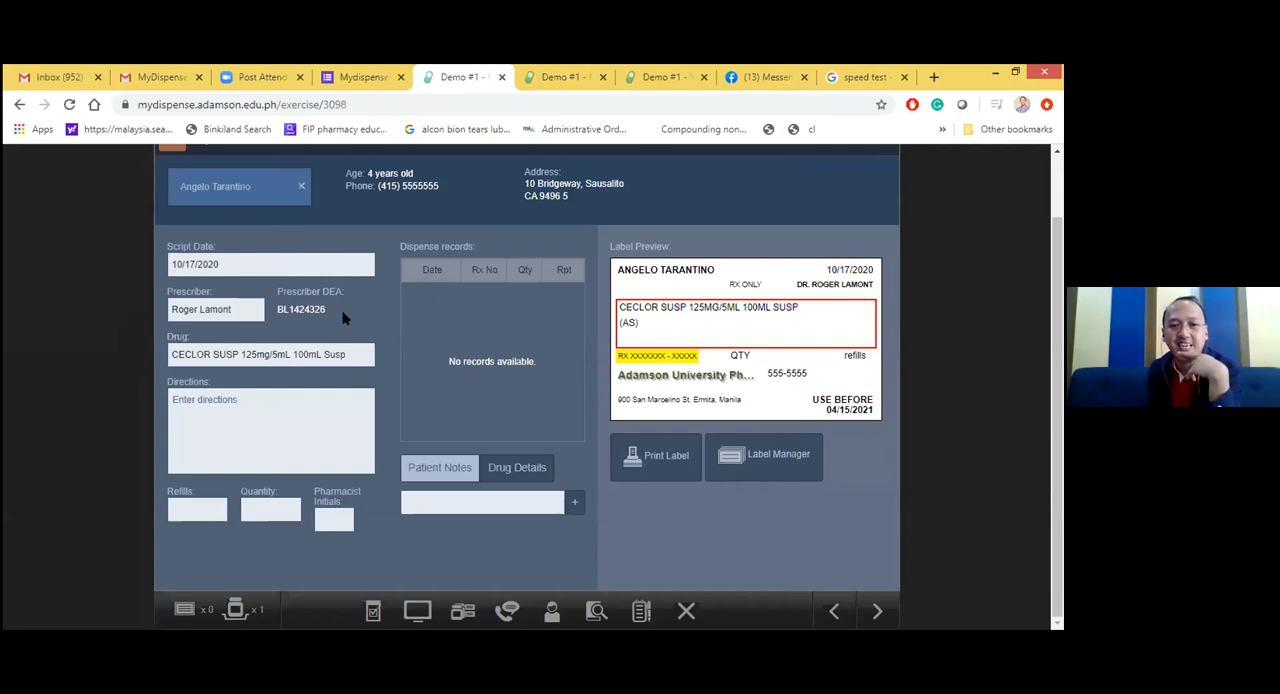 Inbox (952)
MyDispense
Post Attend
Mydispense
Demo #1 -
Demo #1 -
Demo #1 -
(13) Messen
speed test -
mydispense.adamson.edu.ph/exercise/3098
Apps
https://malaysia.sea...
Binkiland Search
FIP pharmacy educ...
alcon bion tears lub...
Administrative Ord...
Compounding non...
cl
Other bookmarks
Angelo Tarantino
Age: 4 years old
Phone: (415) 5555555
Address:
10 Bridgeway, Sausalito
CA 9496 5
Script Date:
10/17/2020
Prescriber:
Roger Lamont
Prescriber DEA:
BL1424326
Drug:
CECLOR SUSP 125mg/5mL 100mL Susp
Directions:
Enter directions
Refills:
Quantity:
Pharmacist
Initials:
Dispense records:
Date Rx No Qty Rpt
No records available.
Patient Notes
Drug Details
+
Label Preview:
ANGELO TARANTINO 10/17/2020
RX ONLY DR. ROGER LAMONT
CECLOR SUSP 125MG/5ML 100ML SUSP
(AS)
RX XXXXXXX - XXXXX QTY refills
Adamson University Ph... 555-5555
900 San Marcelino St. Ermita, Manila
USE BEFORE
04/15/2021
Print Label
Label Manager
x 0
x 1